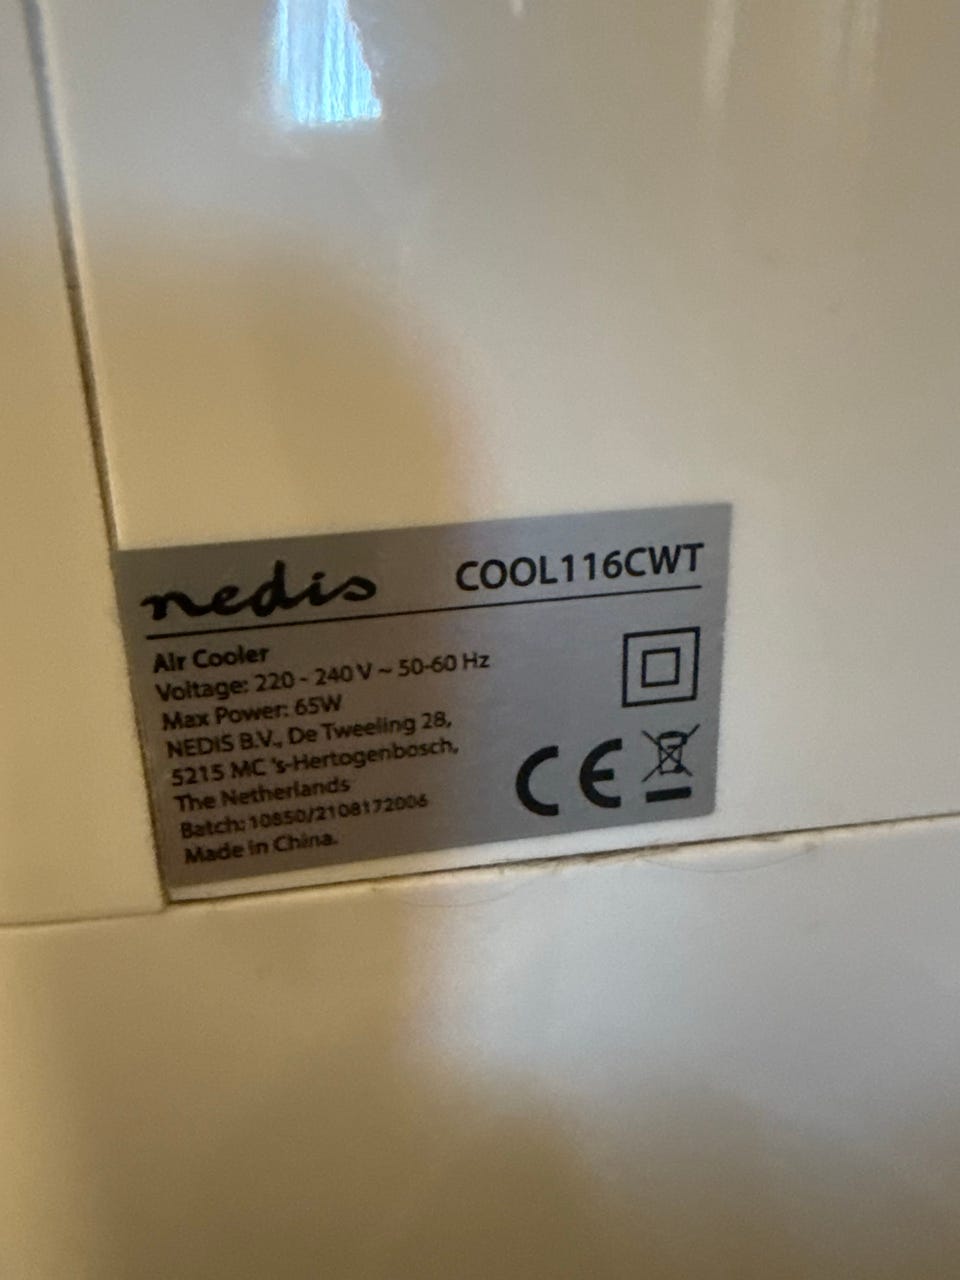 nedis COOL116CWT
Air Cooler
Voltage: 220 - 240 V ~ 50-60 Hz
Max Power: 65W
NEDIS B.V., De Tweeling 28,
5215 MC 's-Hertogenbosch,
The Netherlands
Batch: 10850/2108172006
Made in China.
CE